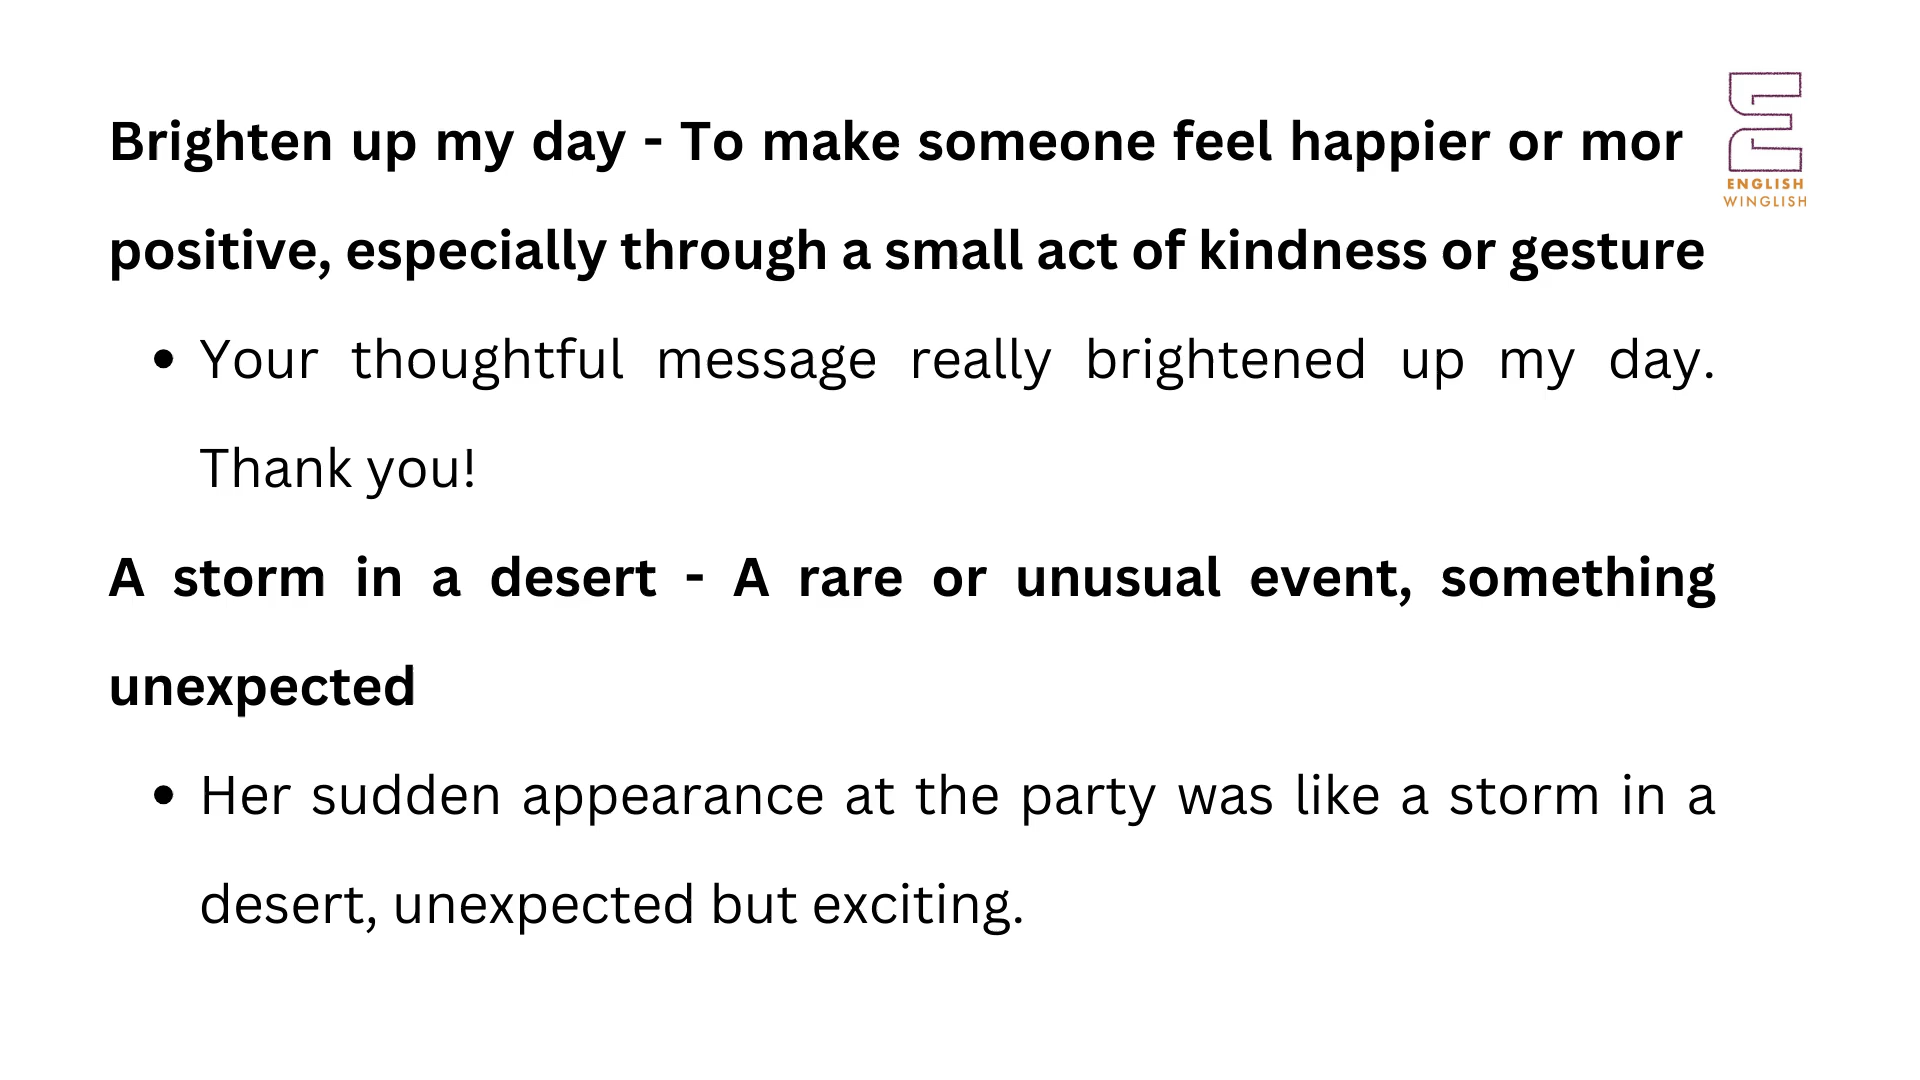 Brighten up my day - To make someone feel happier or mor
positive, especially through a small act of kindness or gesture
• Your thoughtful message really brightened up my day.
Thank you!
A storm in a desert - A rare or unusual event, something
unexpected
• Her sudden appearance at the party was like a storm in a
desert, unexpected but exciting.
ENGLISH
WINGLISH